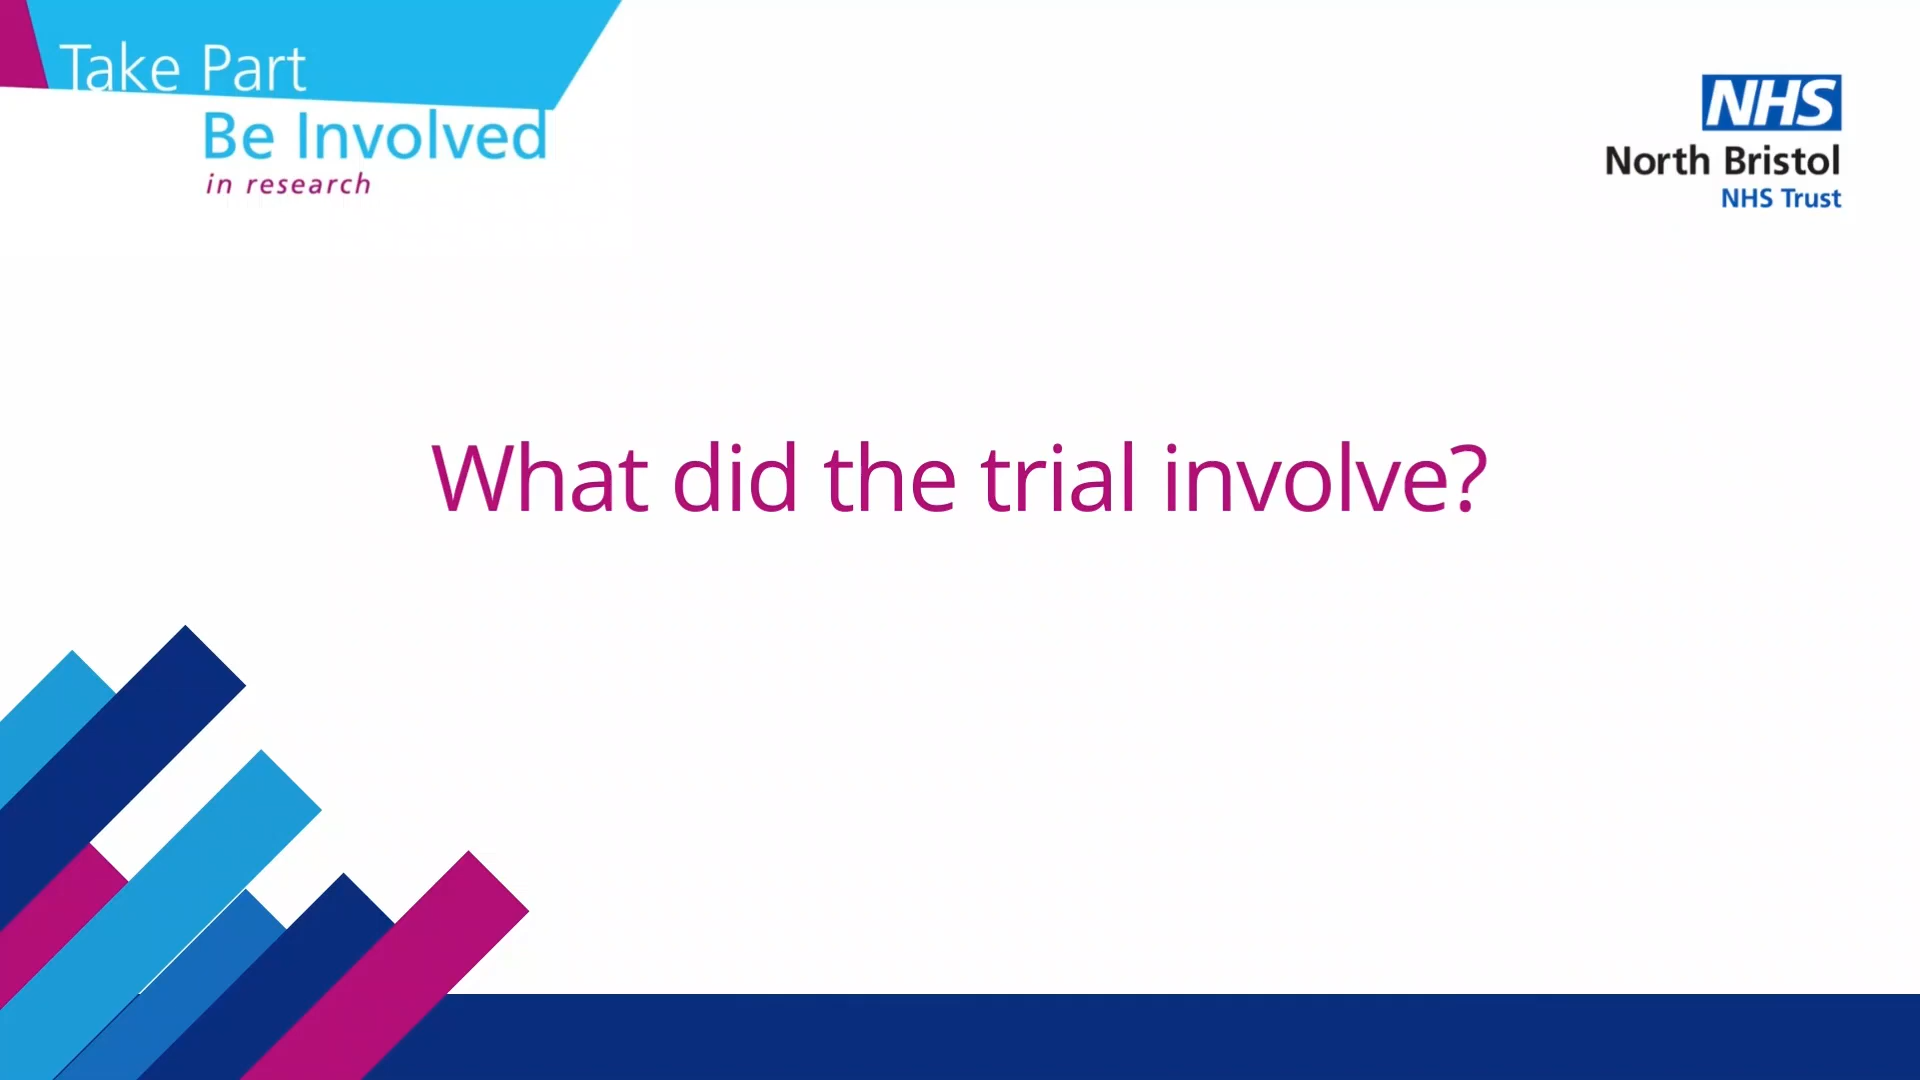 Take Part
Be Involved
in research
NHS
North Bristol
NHS Trust
What did the trial involve?